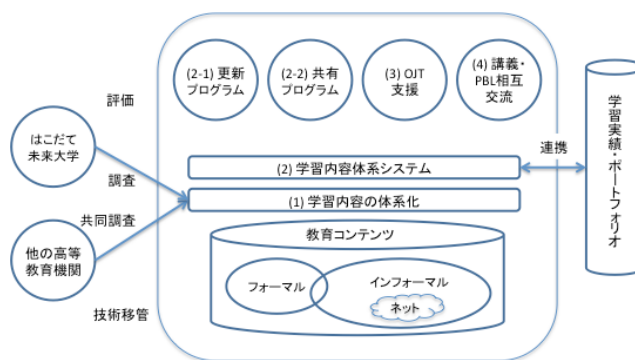 (2-1) 更新
プログラム
(2-2) 共有
プログラム
(3) OJT
支援
(4) 講義・
PBL相互
交流
評価
はこだて
未来大学
調査
共同調査
他の高等
教育機関
技術移管
(2) 学習内容体系システム
(1) 学習内容の体系化
教育コンテンツ
フォーマル
インフォーマル
ネット
連携
学習実績・ポートフォリオ